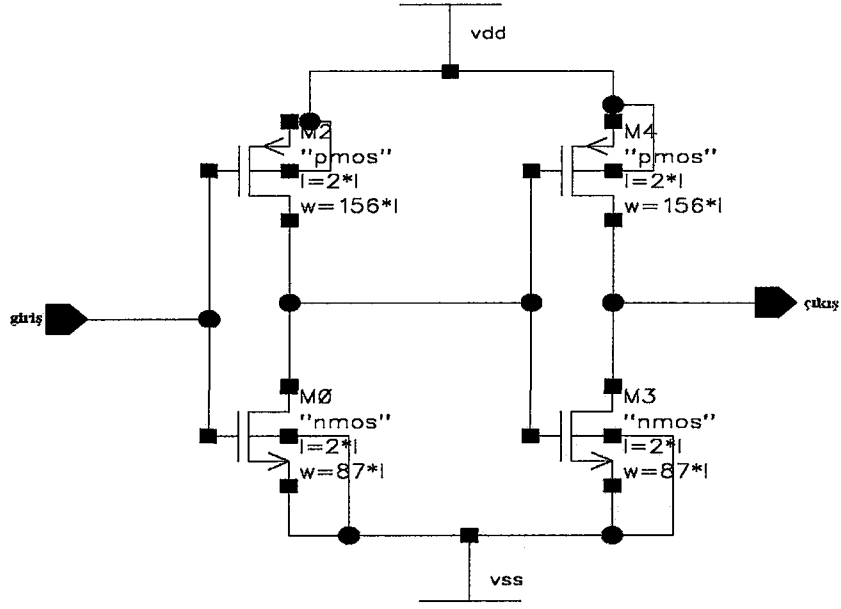 vdd
M2
"pmos"
l=2*l
w=156*l
M4
"pmos"
l=2*l
w=156*l
giriş
çıkış
MØ
"nmos"
l=2*l
w=87*l
M3
"nmos"
l=2*l
w=87*l
vss